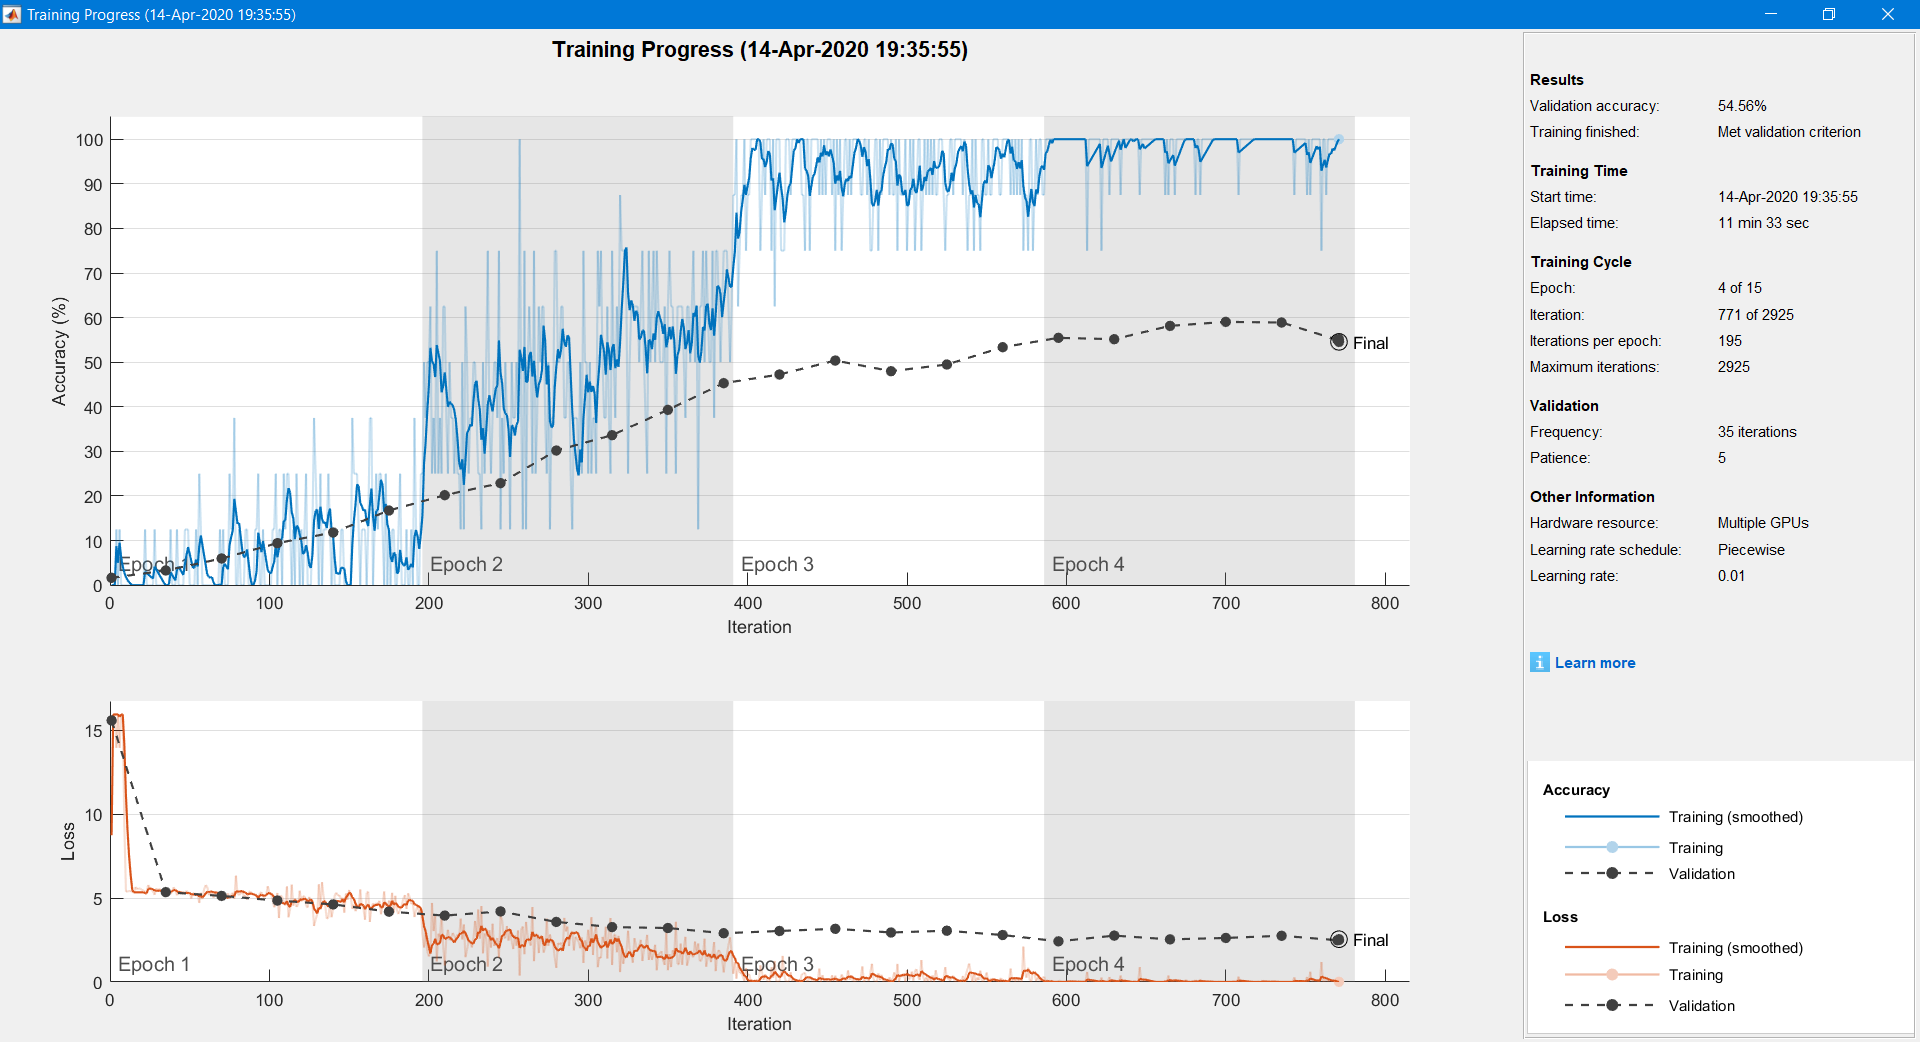 Training Progress (14-Apr-2020 19:35:55)
Training Progress (14-Apr-2020 19:35:55)
Accuracy (%)
100
90
80
70
60
50
40
30
20
10
0
Epoch 1
Epoch 2
Epoch 3
Epoch 4
Final
0 100 200 300 400 500 600 700 800
Iteration
Loss
15
10
5
0
Epoch 1
Epoch 2
Epoch 3
Epoch 4
Final
0 100 200 300 400 500 600 700 800
Iteration
Results
Validation accuracy: 54.56%
Training finished: Met validation criterion
Training Time
Start time: 14-Apr-2020 19:35:55
Elapsed time: 11 min 33 sec
Training Cycle
Epoch: 4 of 15
Iteration: 771 of 2925
Iterations per epoch: 195
Maximum iterations: 2925
Validation
Frequency: 35 iterations
Patience: 5
Other Information
Hardware resource: Multiple GPUs
Learning rate schedule: Piecewise
Learning rate: 0.01
i Learn more
Accuracy
Training (smoothed)
Training
Validation
Loss
Training (smoothed)
Training
Validation